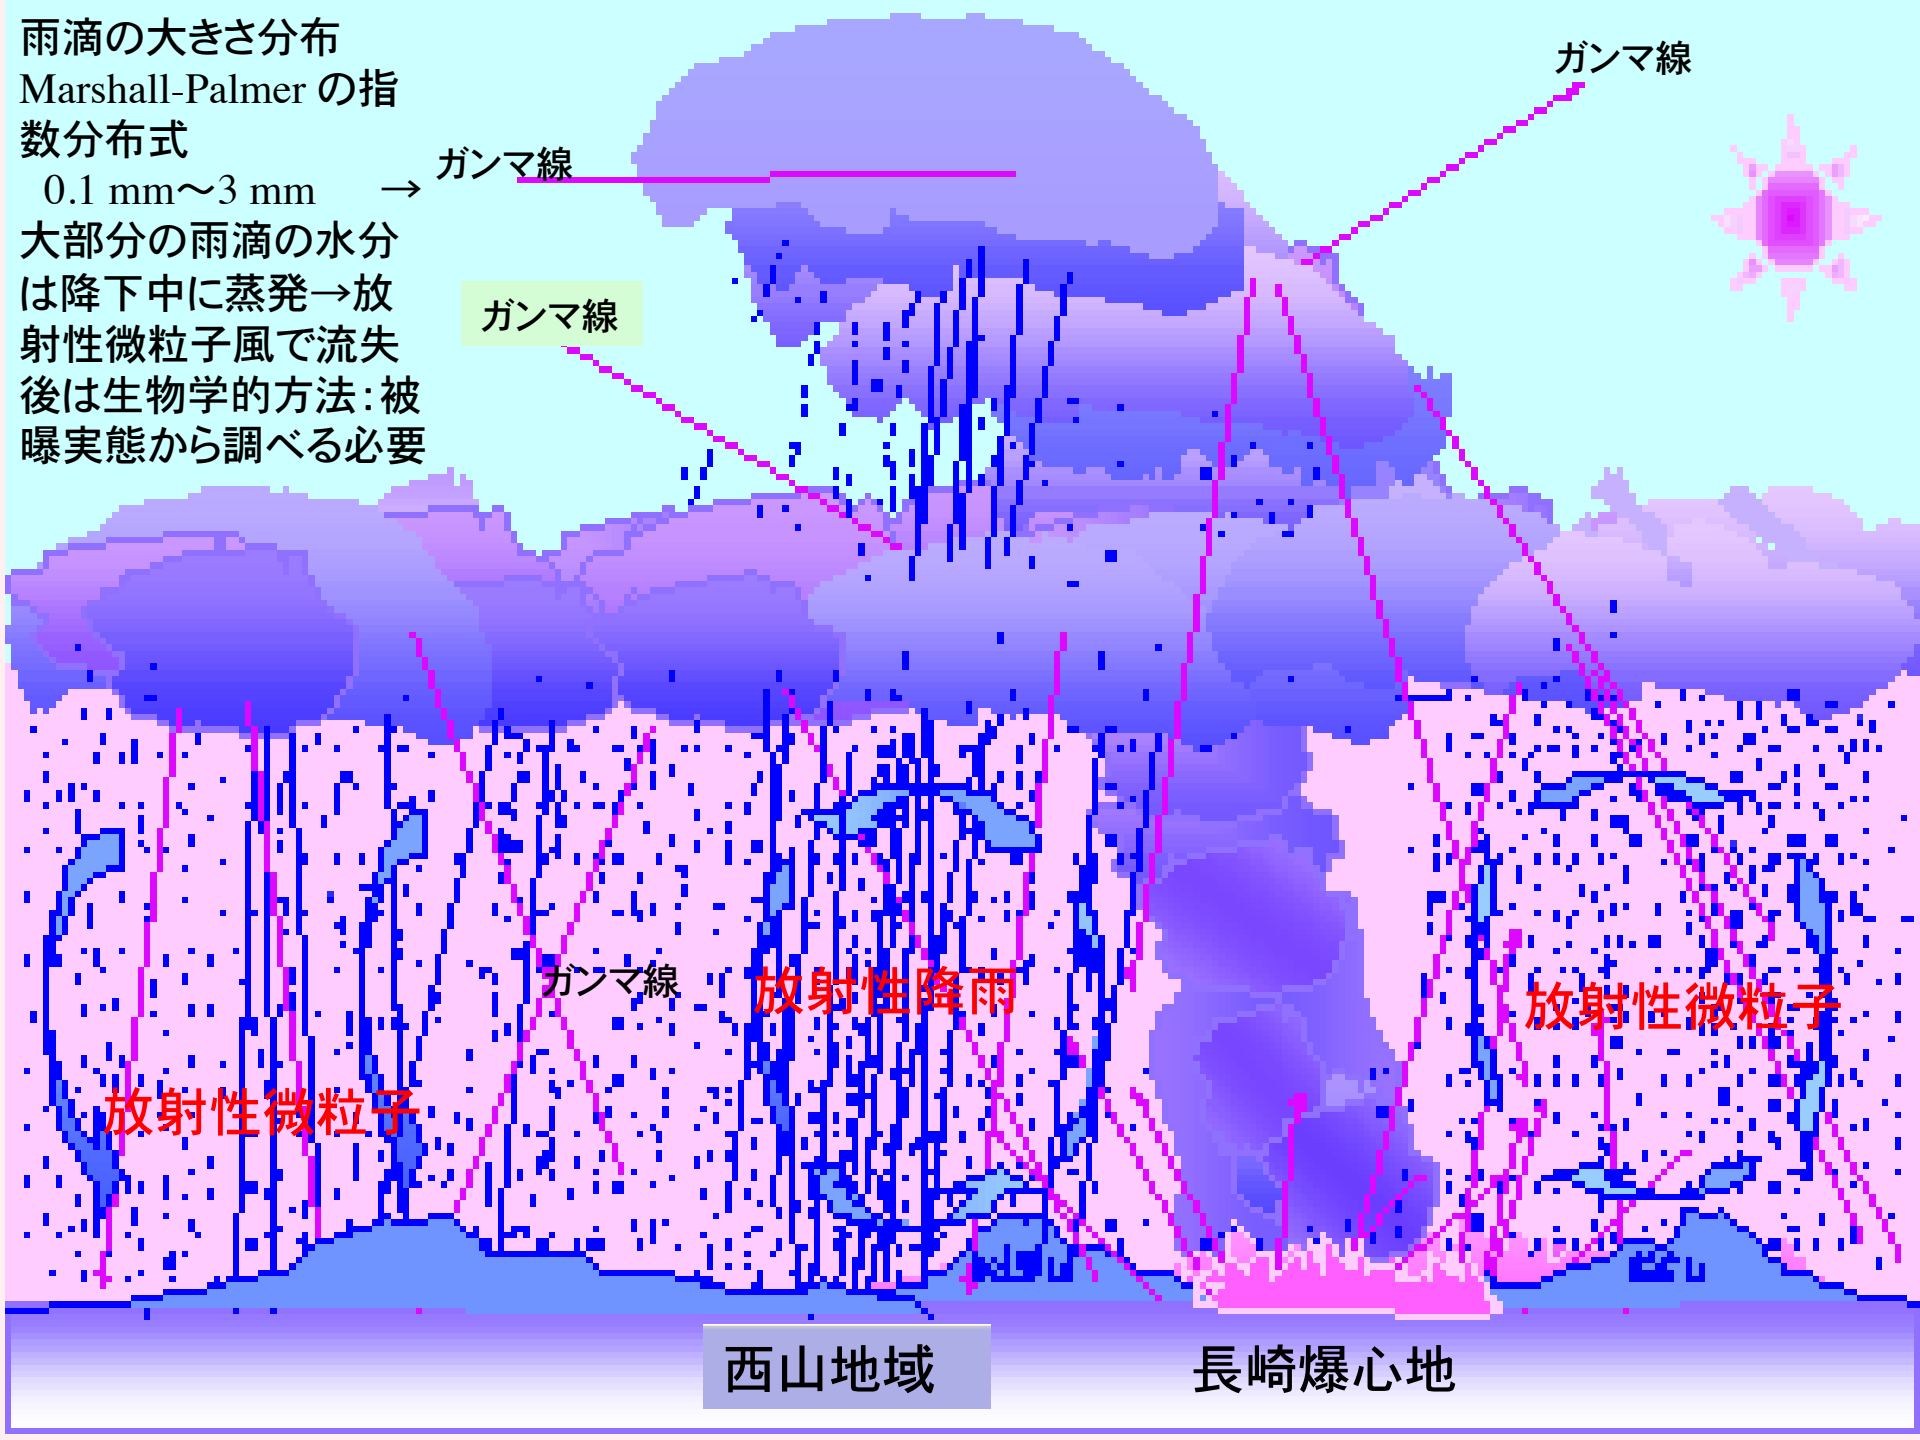 雨滴の大きさ分布
Marshall-Palmer の指
数分布式
0.1 mm～3 mm →
大部分の雨滴の水分
は降下中に蒸発→放
射性微粒子風で流失
後は生物学的方法：被
曝実態から調べる必要
ガンマ線
ガンマ線
ガンマ線
ガンマ線
放射性降雨
放射性微粒子
放射性微粒子
西山地域
長崎爆心地